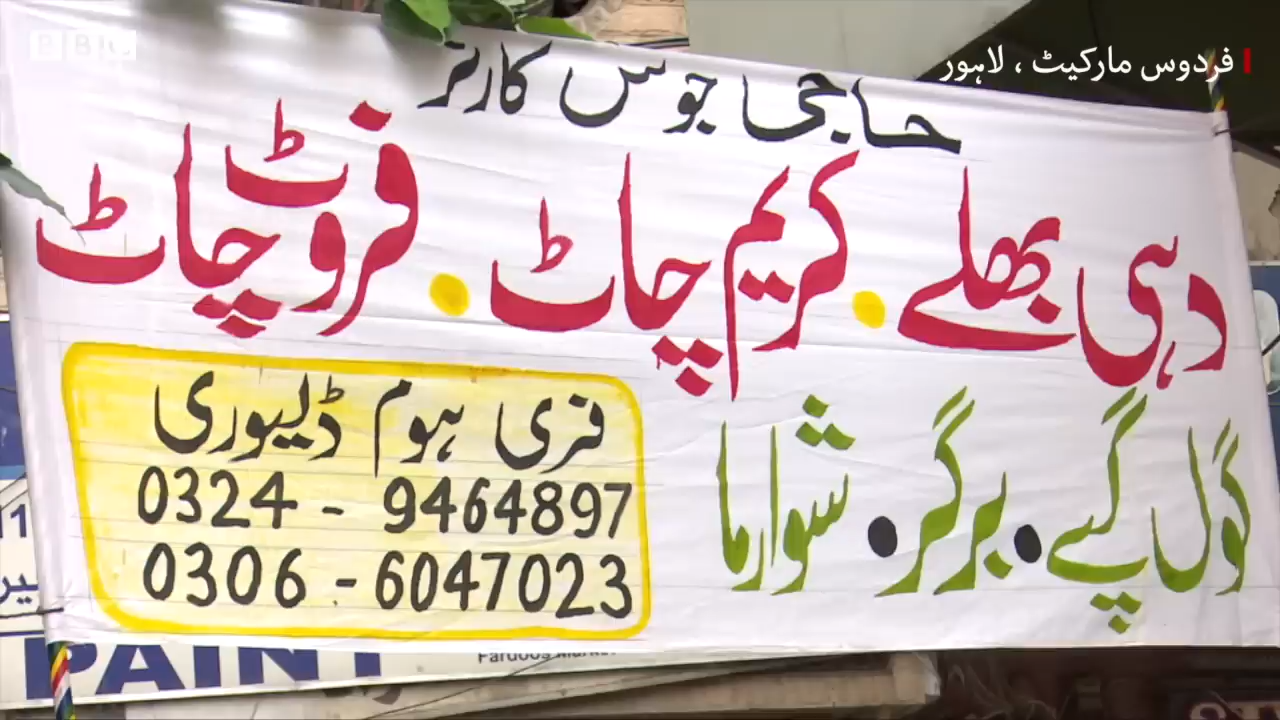 BBC
فردوس مارکیٹ ، لاہور
حاجی جوس کارنر
دہی بھلے . کریم چاٹ . فروٹ چاٹ
گول گپے . برگر . شوارما
فری ہوم ڈلیوری
0324 - 9464897
0306 - 6047023
PAINT